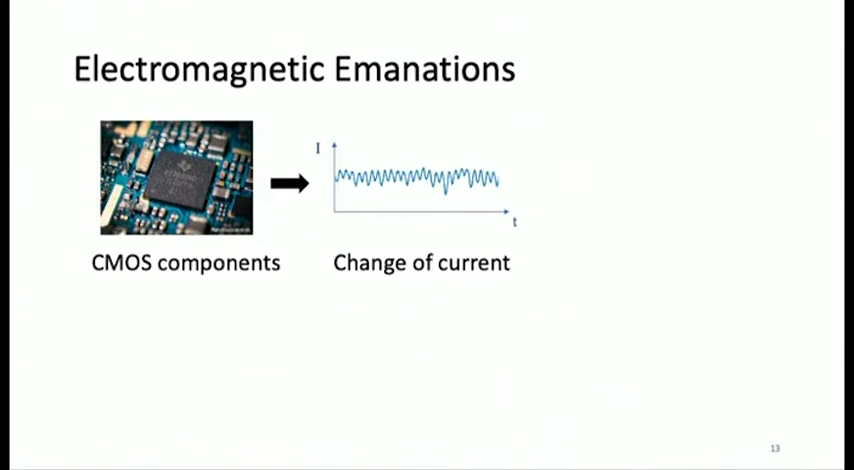 Electromagnetic Emanations
I
t
CMOS components
Change of current
13